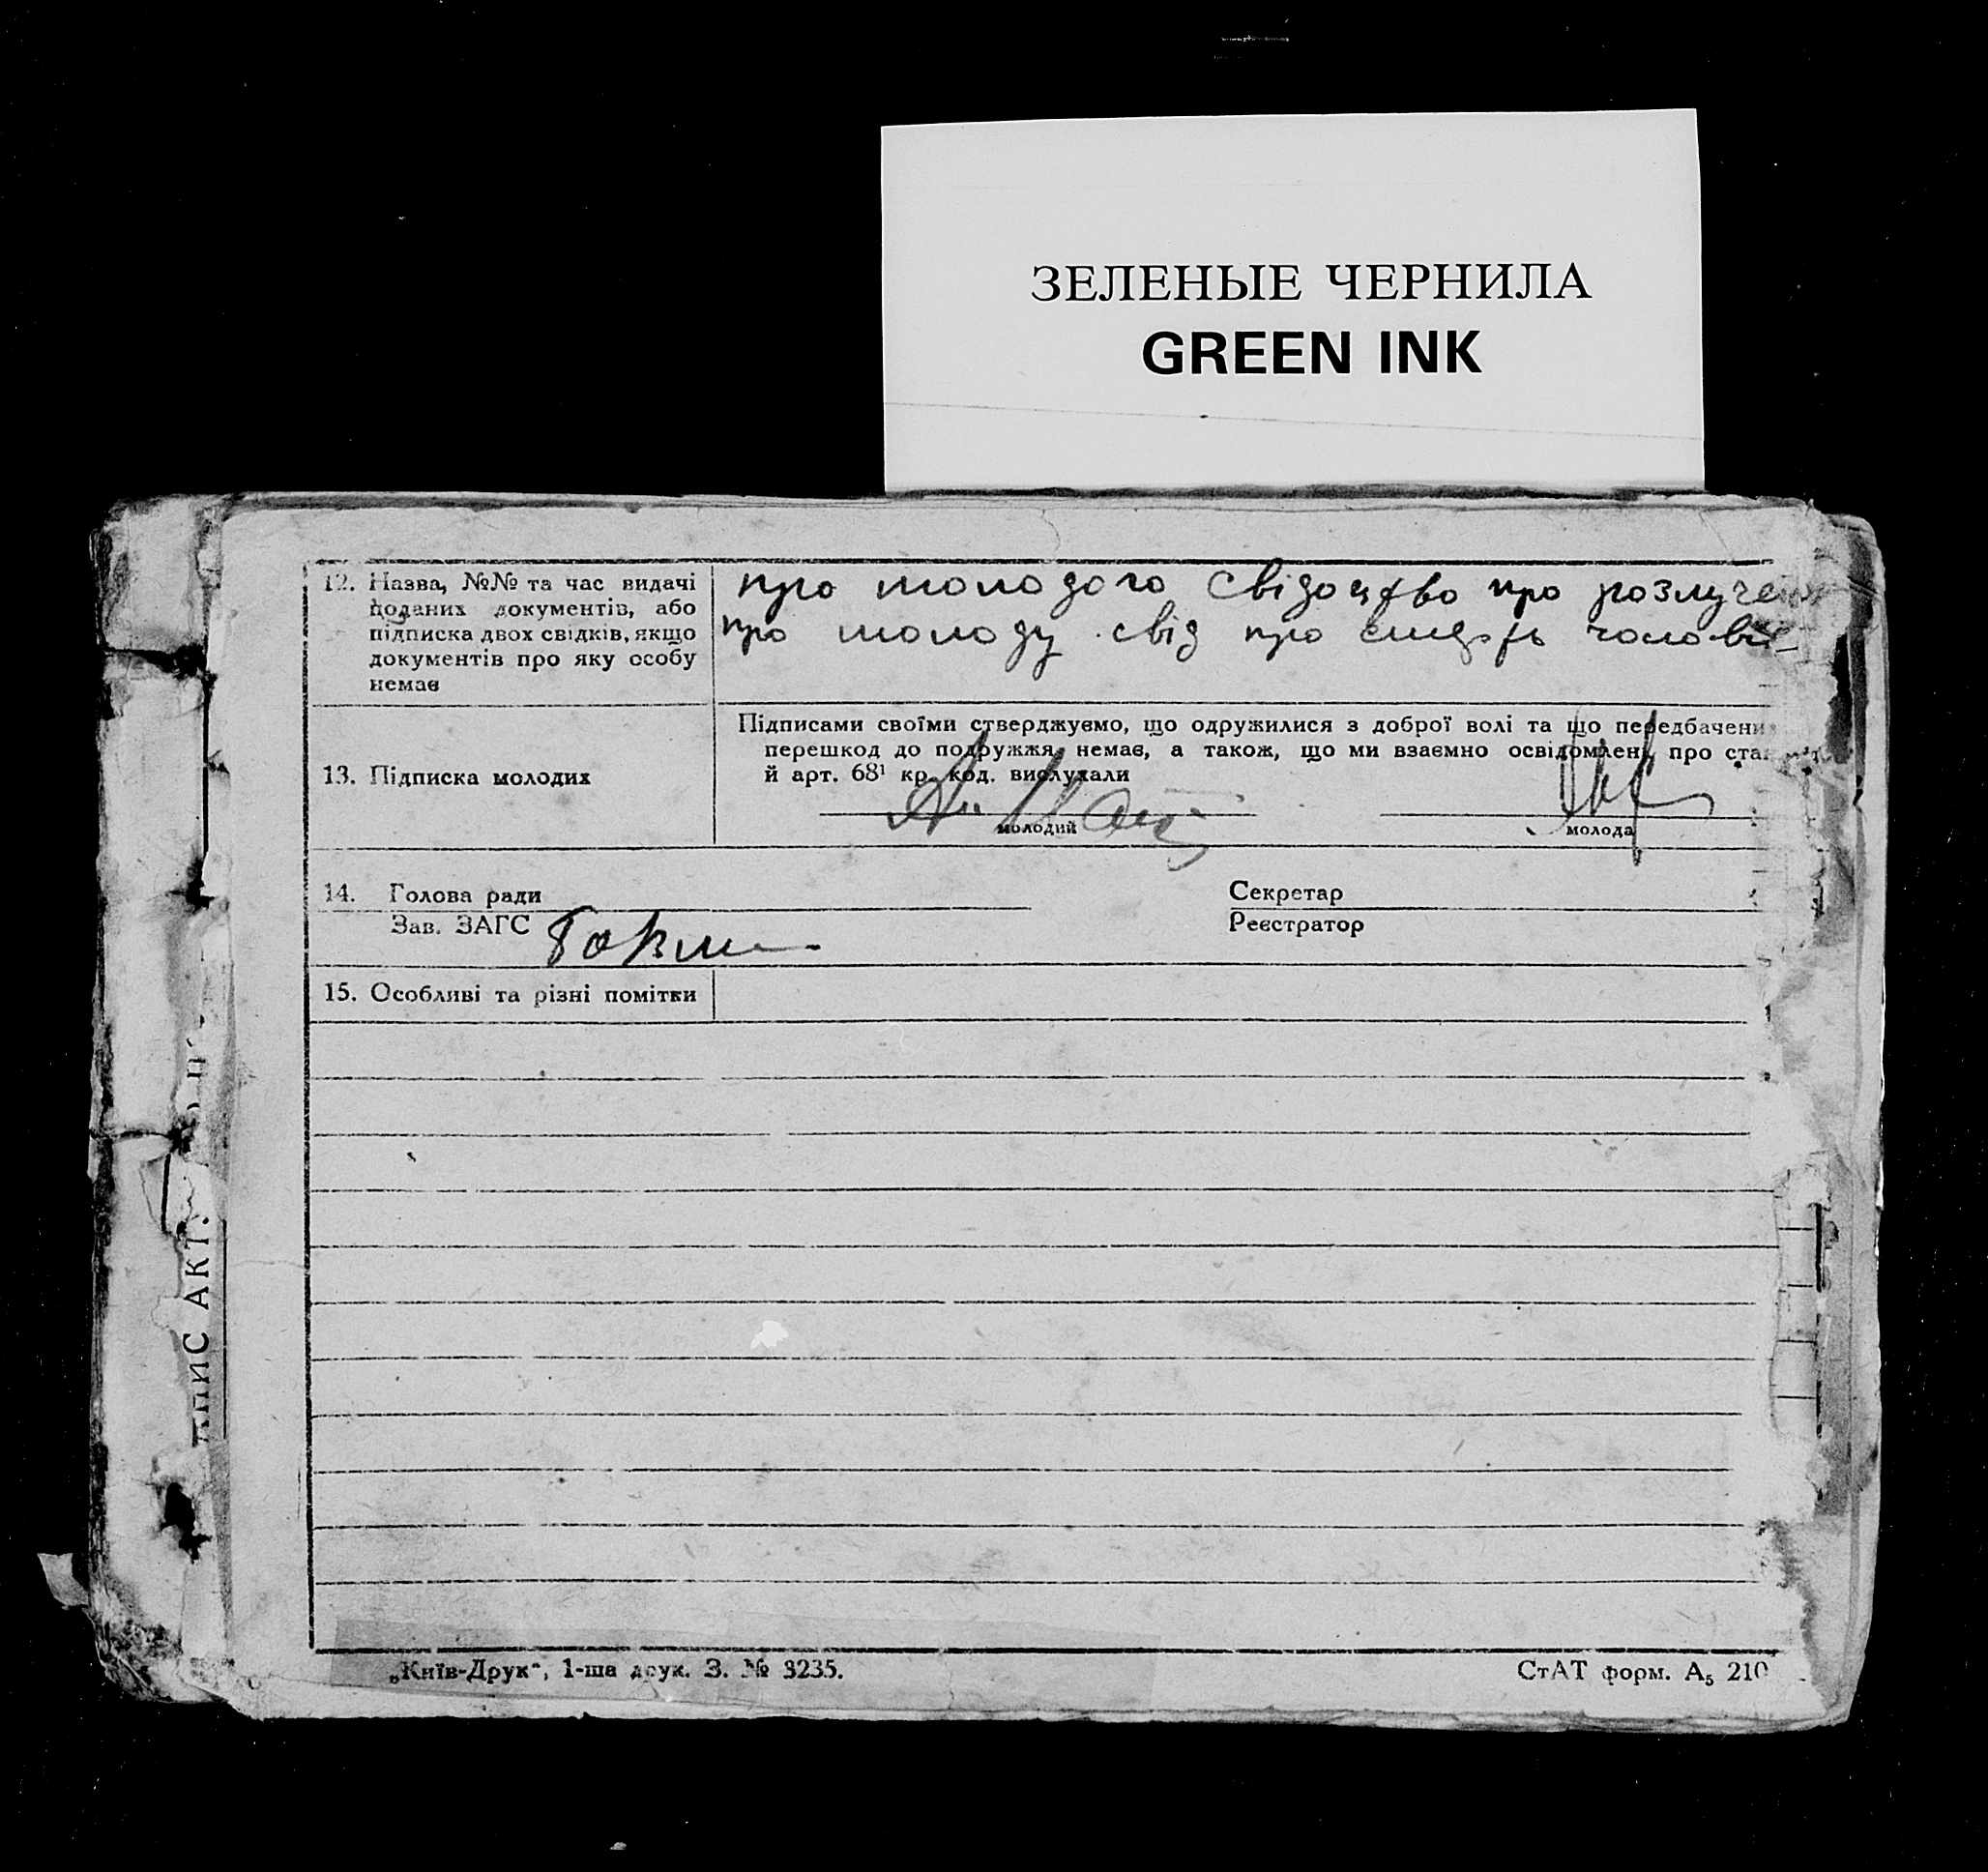 ЗЕЛЕНЫЕ ЧЕРНИЛА
GREEN INK
12. Назва, №№ та час видачі
поданих документів, або
підписка двох свідків, якщо
документів про яку особу
немає
про молодого свідоцтво про розлучен
про молоду свід про смерть чоловік
13. Підписка молодих
Підписами своїми стверджуємо, що одружилися з доброї волі та що передбачени
перешкод до подружжя немає, а також, що ми взаємно освідомлені про ста
й арт. 68¹ кр. код. вислухали
молодий
молода
14. Голова ради
Зав. ЗАГС
Секретар
Реєстратор
15. Особливі та різні помітки
ПИС АКТ
„Київ-Друк“, 1-ша друк. З. № 3235.
СтАТ форм. А₅ 210